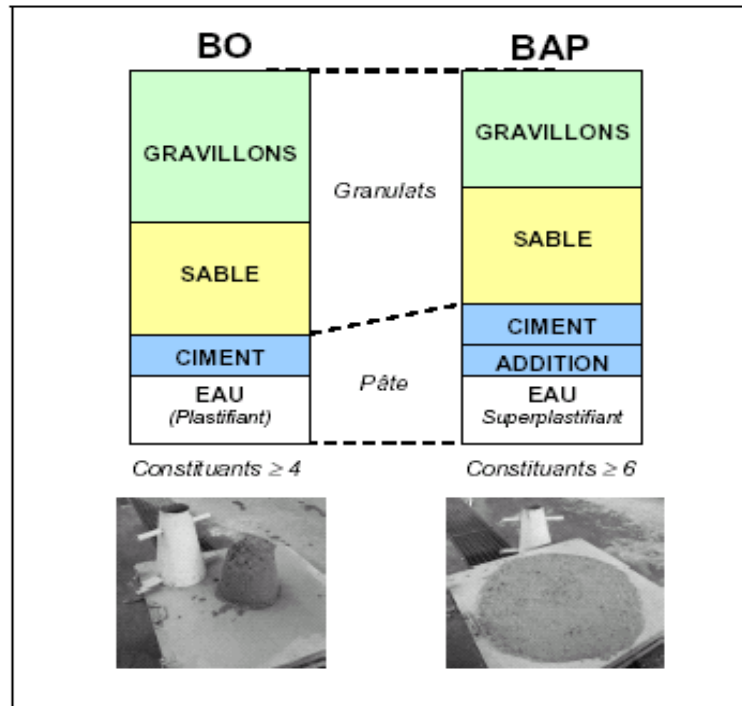 BO
BAP
GRAVILLONS
GRAVILLONS
Granulats
SABLE
SABLE
CIMENT
CIMENT
ADDITION
Pâte
EAU
(Plastifiant)
EAU
Superplastifiant
Constituants ≥ 4
Constituants ≥ 6